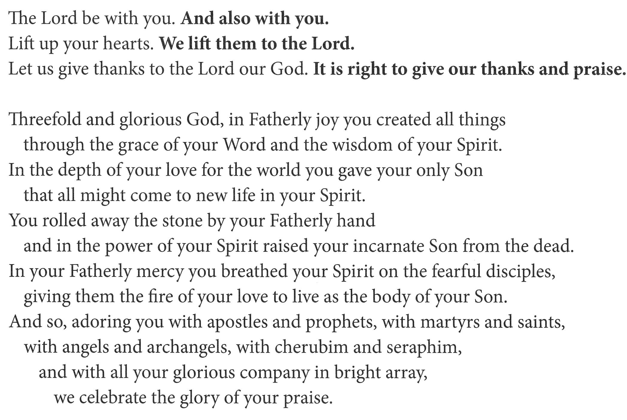 The Lord be with you. And also with you.
Lift up your hearts. We lift them to the Lord.
Let us give thanks to the Lord our God. It is right to give our thanks and praise.
Threefold and glorious God, in Fatherly joy you created all things
through the grace of your Word and the wisdom of your Spirit.
In the depth of your love for the world you gave your only Son
that all might come to new life in your Spirit.
You rolled away the stone by your Fatherly hand
and in the power of your Spirit raised your incarnate Son from the dead.
In your Fatherly mercy you breathed your Spirit on the fearful disciples,
giving them the fire of your love to live as the body of your Son.
And so, adoring you with apostles and prophets, with martyrs and saints,
with angels and archangels, with cherubim and seraphim,
and with all your glorious company in bright array,
we celebrate the glory of your praise.